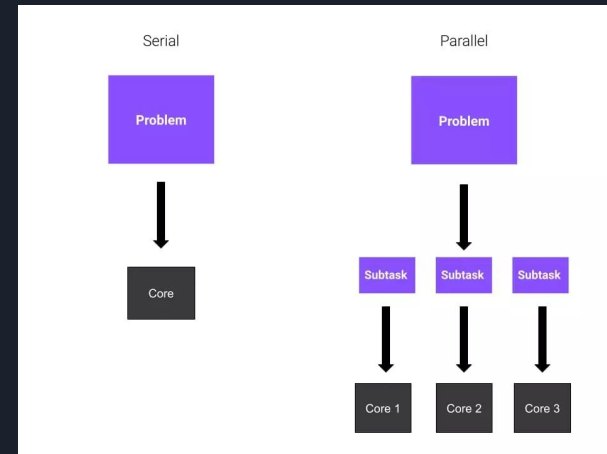 Serial
Parallel
Problem
Problem
Subtask
Subtask
Subtask
Core
Core 1
Core 2
Core 3